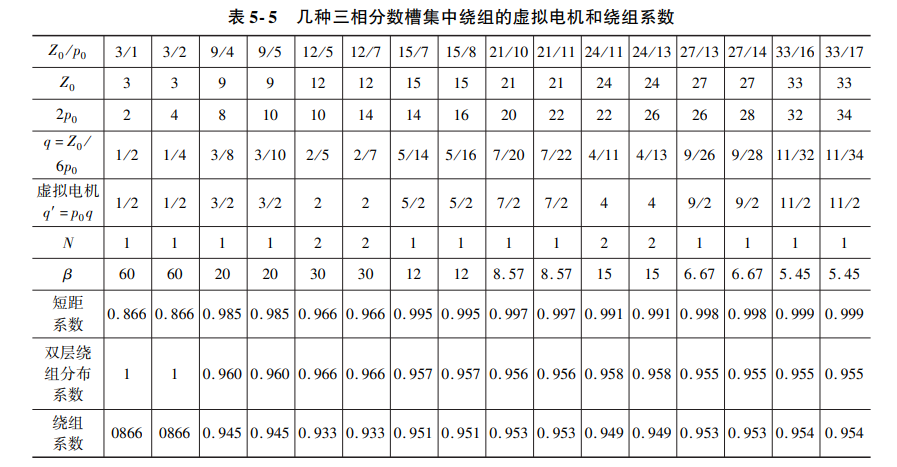 表 5-5 几种三相分数槽集中绕组的虚拟电机和绕组系数
Z0/p0 3/1 3/2 9/4 9/5 12/5 12/7 15/7 15/8 21/10 21/11 24/11 24/13 27/13 27/14 33/16 33/17
Z0 3 3 9 9 12 12 15 15 21 21 24 24 27 27 33 33
2p0 2 4 8 10 10 14 14 16 20 22 22 26 26 28 32 34
q = Z0/
6p0 1/2 1/4 3/8 3/10 2/5 2/7 5/14 5/16 7/20 7/22 4/11 4/13 9/26 9/28 11/32 11/34
虚拟电机
q′ = p0q 1/2 1/2 3/2 3/2 2 2 5/2 5/2 7/2 7/2 4 4 9/2 9/2 11/2 11/2
N 1 1 1 1 2 2 1 1 1 1 2 2 1 1 1 1
β 60 60 20 20 30 30 12 12 8.57 8.57 15 15 6.67 6.67 5.45 5.45
短距
系数 0.866 0.866 0.985 0.985 0.966 0.966 0.995 0.995 0.997 0.997 0.991 0.991 0.998 0.998 0.999 0.999
双层绕
组分布
系数 1 1 0.960 0.960 0.966 0.966 0.957 0.957 0.956 0.956 0.958 0.958 0.955 0.955 0.955 0.955
绕组
系数 0866 0866 0.945 0.945 0.933 0.933 0.951 0.951 0.953 0.953 0.949 0.949 0.953 0.953 0.954 0.954